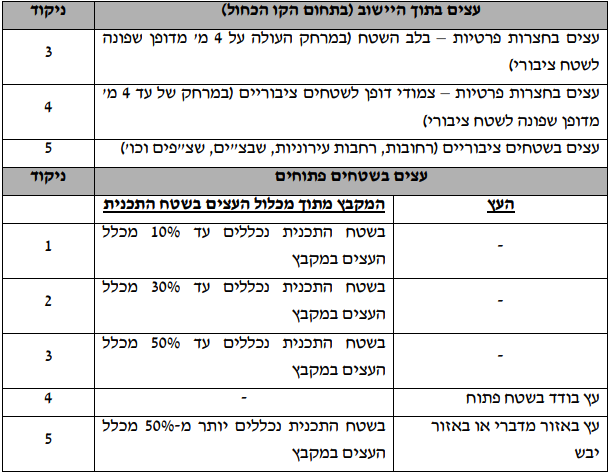 עצים בתוך היישוב (בתחום הקו הכחול) ניקוד
עצים בחצרות פרטיות – בלב השטח (במרחק העולה על 4 מ' מדופן שפונה
לשטח ציבורי)
3
עצים בחצרות פרטיות – צמודי דופן לשטחים ציבוריים (במרחק של עד 4 מ'
מדופן שפונה לשטח ציבורי)
4
עצים בשטחים ציבוריים (רחובות, רחבות עירוניות, שבצ"ים, שצ"פים וכו') 5
עצים בשטחים פתוחים ניקוד
העץ המקבץ מתוך מכלול העצים בשטח התכנית
- בשטח התכנית נכללים עד 10% מכלל
העצים במקבץ
1
- בשטח התכנית נכללים עד 30% מכלל
העצים במקבץ
2
- בשטח התכנית נכללים עד 50% מכלל
העצים במקבץ
3
עץ בודד בשטח פתוח - 4
עץ באזור מדברי או באזור
יבש
בשטח התכנית נכללים יותר מ-50% מכלל
העצים במקבץ
5